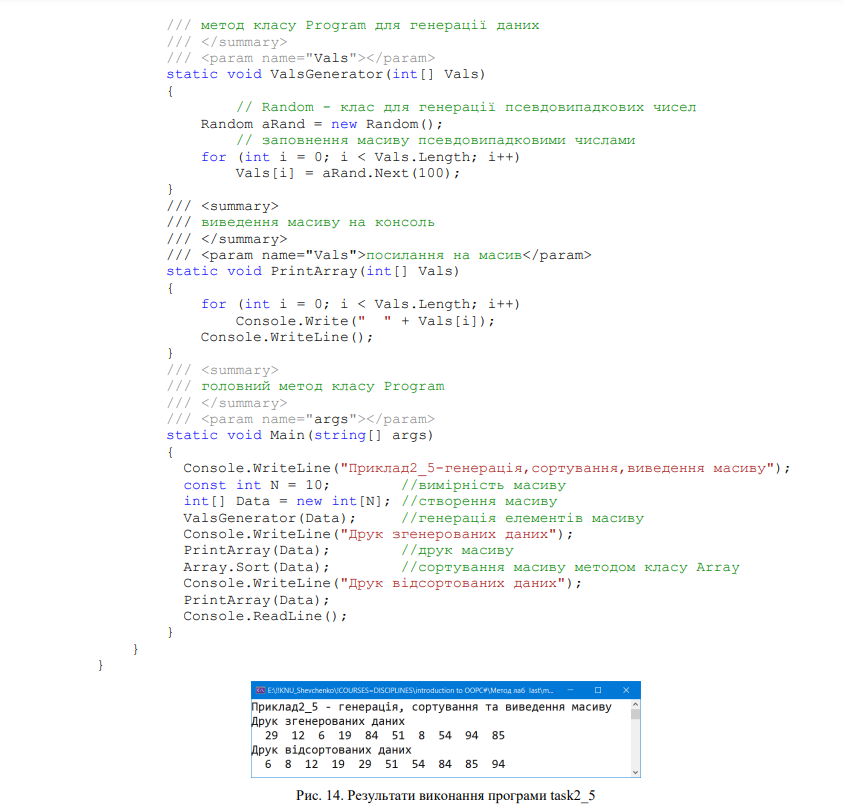 /// метод класу Program для генерації даних
/// </summary>
/// <param name="Vals"></param>
static void ValsGenerator(int[] Vals)
{
// Random – клас для генерації псевдовипадкових чисел
Random aRand = new Random();
// заповнення масиву псевдовипадковими числами
for (int i = 0; i < Vals.Length; i++)
Vals[i] = aRand.Next(100);
}
/// <summary>
/// виведення масиву на консоль
/// </summary>
/// <param name="Vals">посилання на масив</param>
static void PrintArray(int[] Vals)
{
for (int i = 0; i < Vals.Length; i++)
Console.Write("  " + Vals[i]);
Console.WriteLine();
}
/// <summary>
/// головний метод класу Program
/// </summary>
/// <param name="args"></param>
static void Main(string[] args)
{
Console.WriteLine("Приклад2_5-генерація,сортування,виведення масиву");
const int N = 10; //вимірність масиву
int[] Data = new int[N]; //створення масиву
ValsGenerator(Data); //генерація елементів масиву
Console.WriteLine("Друк згенерованих даних");
PrintArray(Data); //друк масиву
Array.Sort(Data); //сортування масиву методом класу Array
Console.WriteLine("Друк відсортованих даних");
PrintArray(Data);
Console.ReadLine();
}
}
}
E:\!!KNU_Shevchenko\!COURSES=DISCIPLINES\introduction to OOPC#\Метод лаб last\m...
Приклад2_5 - генерація, сортування та виведення масиву
Друк згенерованих даних
29 12 6 19 84 51 8 54 94 85
Друк відсортованих даних
6 8 12 19 29 51 54 84 85 94
Рис. 14. Результати виконання програми task2_5